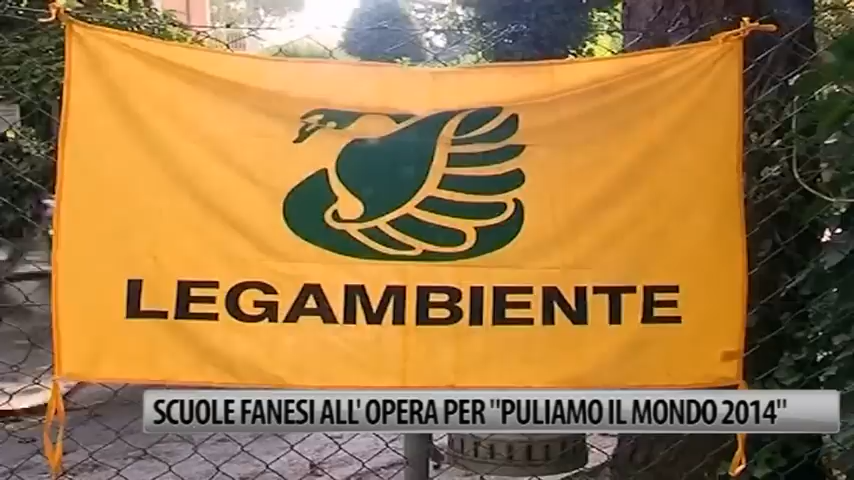 LEGAMBIENTE
SCUOLE FANESI ALL' OPERA PER "PULIAMO IL MONDO 2014"